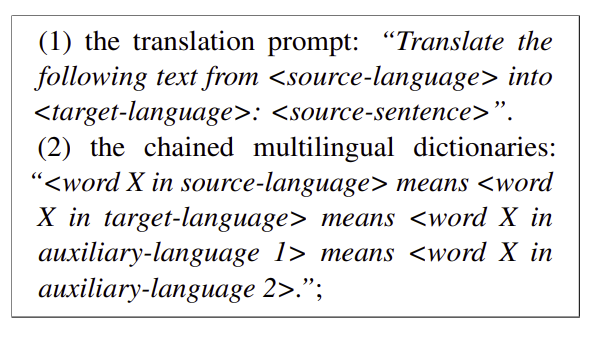 (1) the translation prompt: “Translate the
following text from <source-language> into
<target-language>: <source-sentence>”.
(2) the chained multilingual dictionaries:
“<word X in source-language> means <word
X in target-language> means <word X in
auxiliary-language 1> means <word X in
auxiliary-language 2>.”;